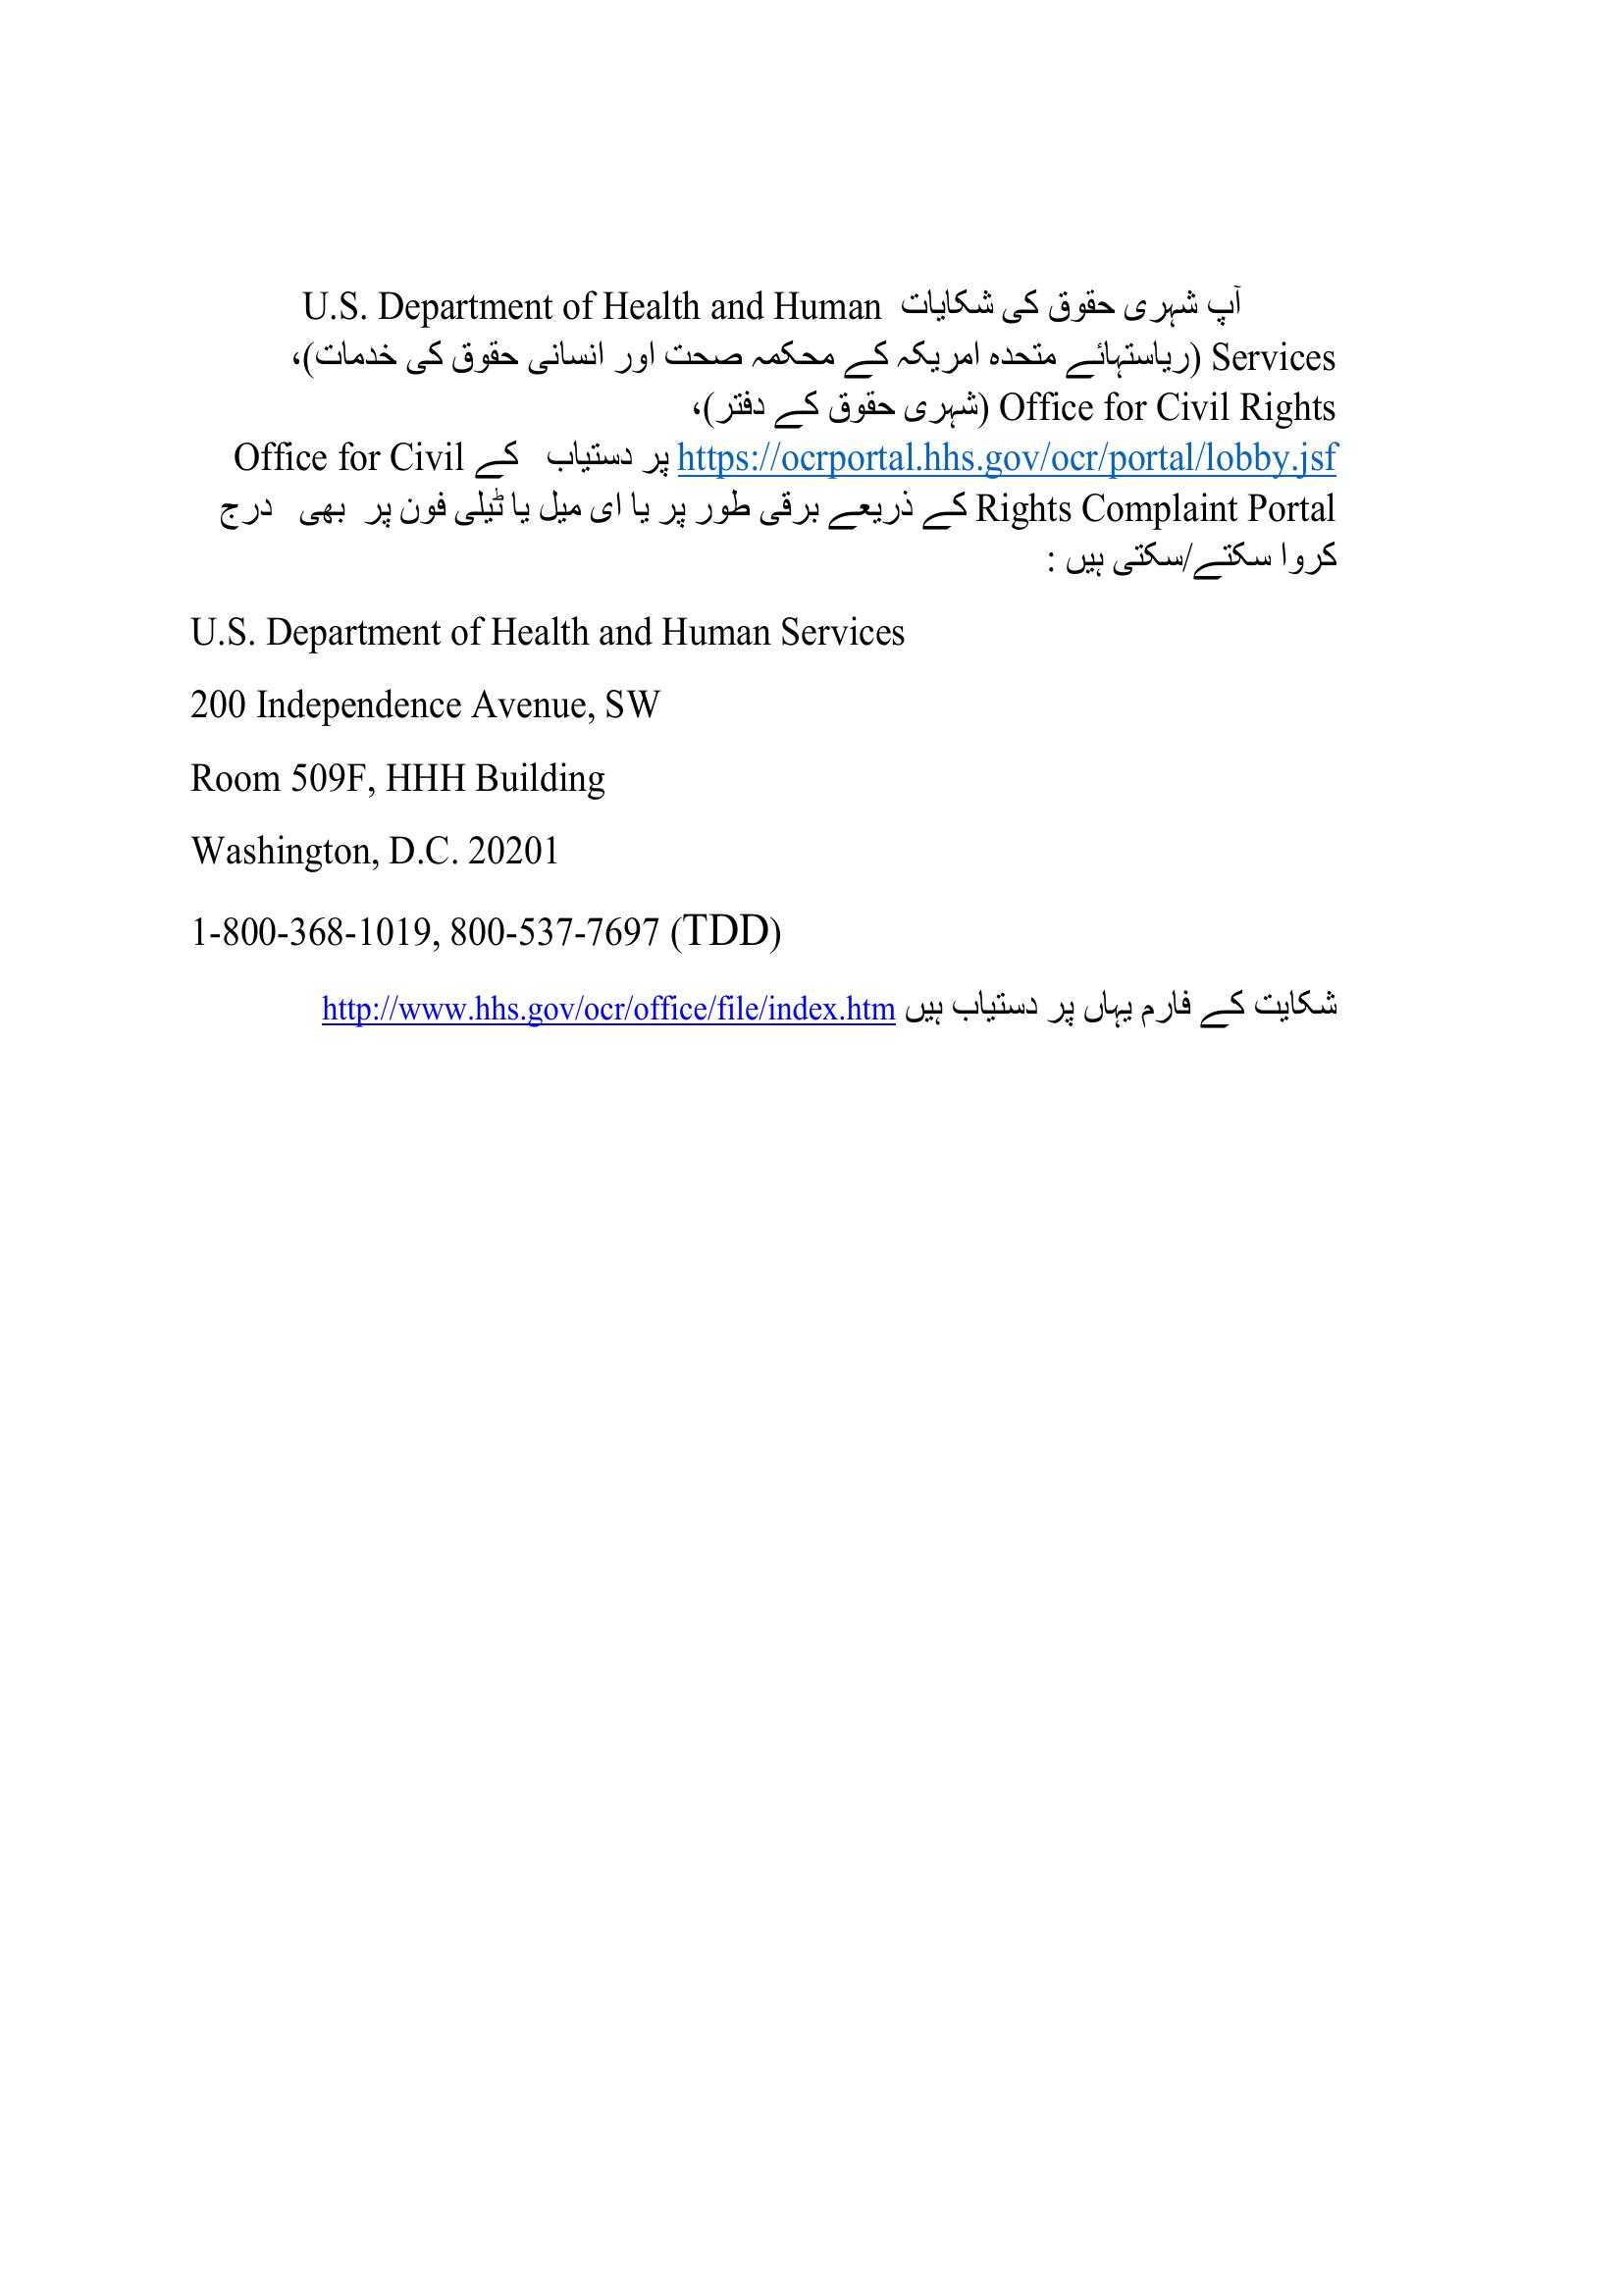 آپ شہری حقوق کی شکایات U.S. Department of Health and Human
Services (ریاستہائے متحدہ امریکہ کے محکمہ صحت اور انسانی حقوق کی خدمات)،
Office for Civil Rights (شہری حقوق کے دفتر)،
https://ocrportal.hhs.gov/ocr/portal/lobby.jsf پر دستیاب کے Office for Civil
Rights Complaint Portal کے ذریعے برقی طور پر یا ای میل یا ٹیلی فون پر بھی درج
کروا سکتے/سکتی ہیں :
U.S. Department of Health and Human Services
200 Independence Avenue, SW
Room 509F, HHH Building
Washington, D.C. 20201
1-800-368-1019, 800-537-7697 (TDD)
شکایت کے فارم یہاں پر دستیاب ہیں http://www.hhs.gov/ocr/office/file/index.htm